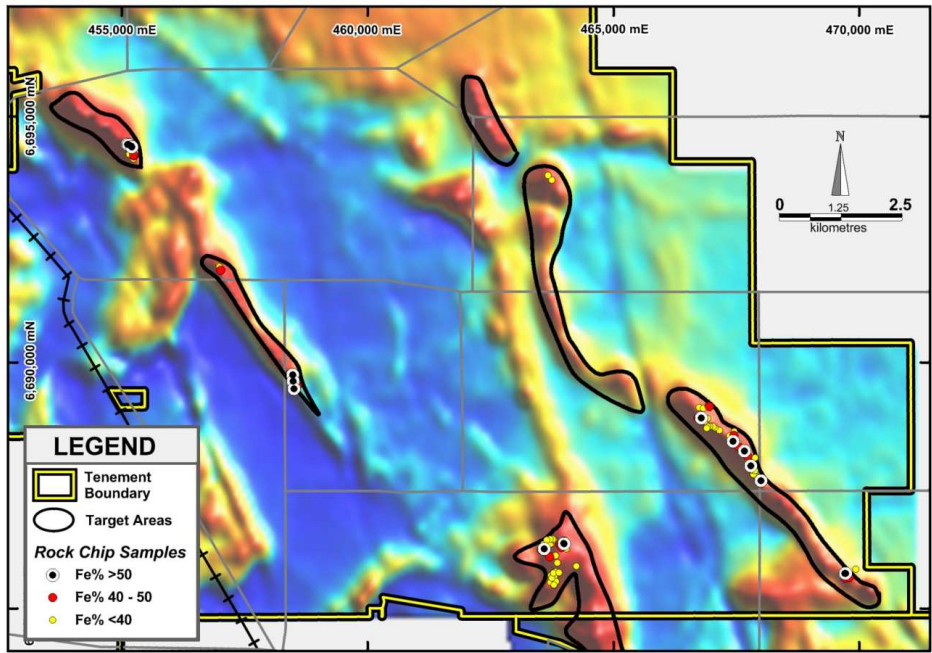 455,000 mE
460,000 mE
465,000 mE
470,000 mE
6,695,000 mN
N
0
1.25
2.5
kilometres
6,690,000 mN
LEGEND
Tenement
Boundary
Target Areas
Rock Chip Samples
Fe% >50
Fe% 40 - 50
Fe% <40